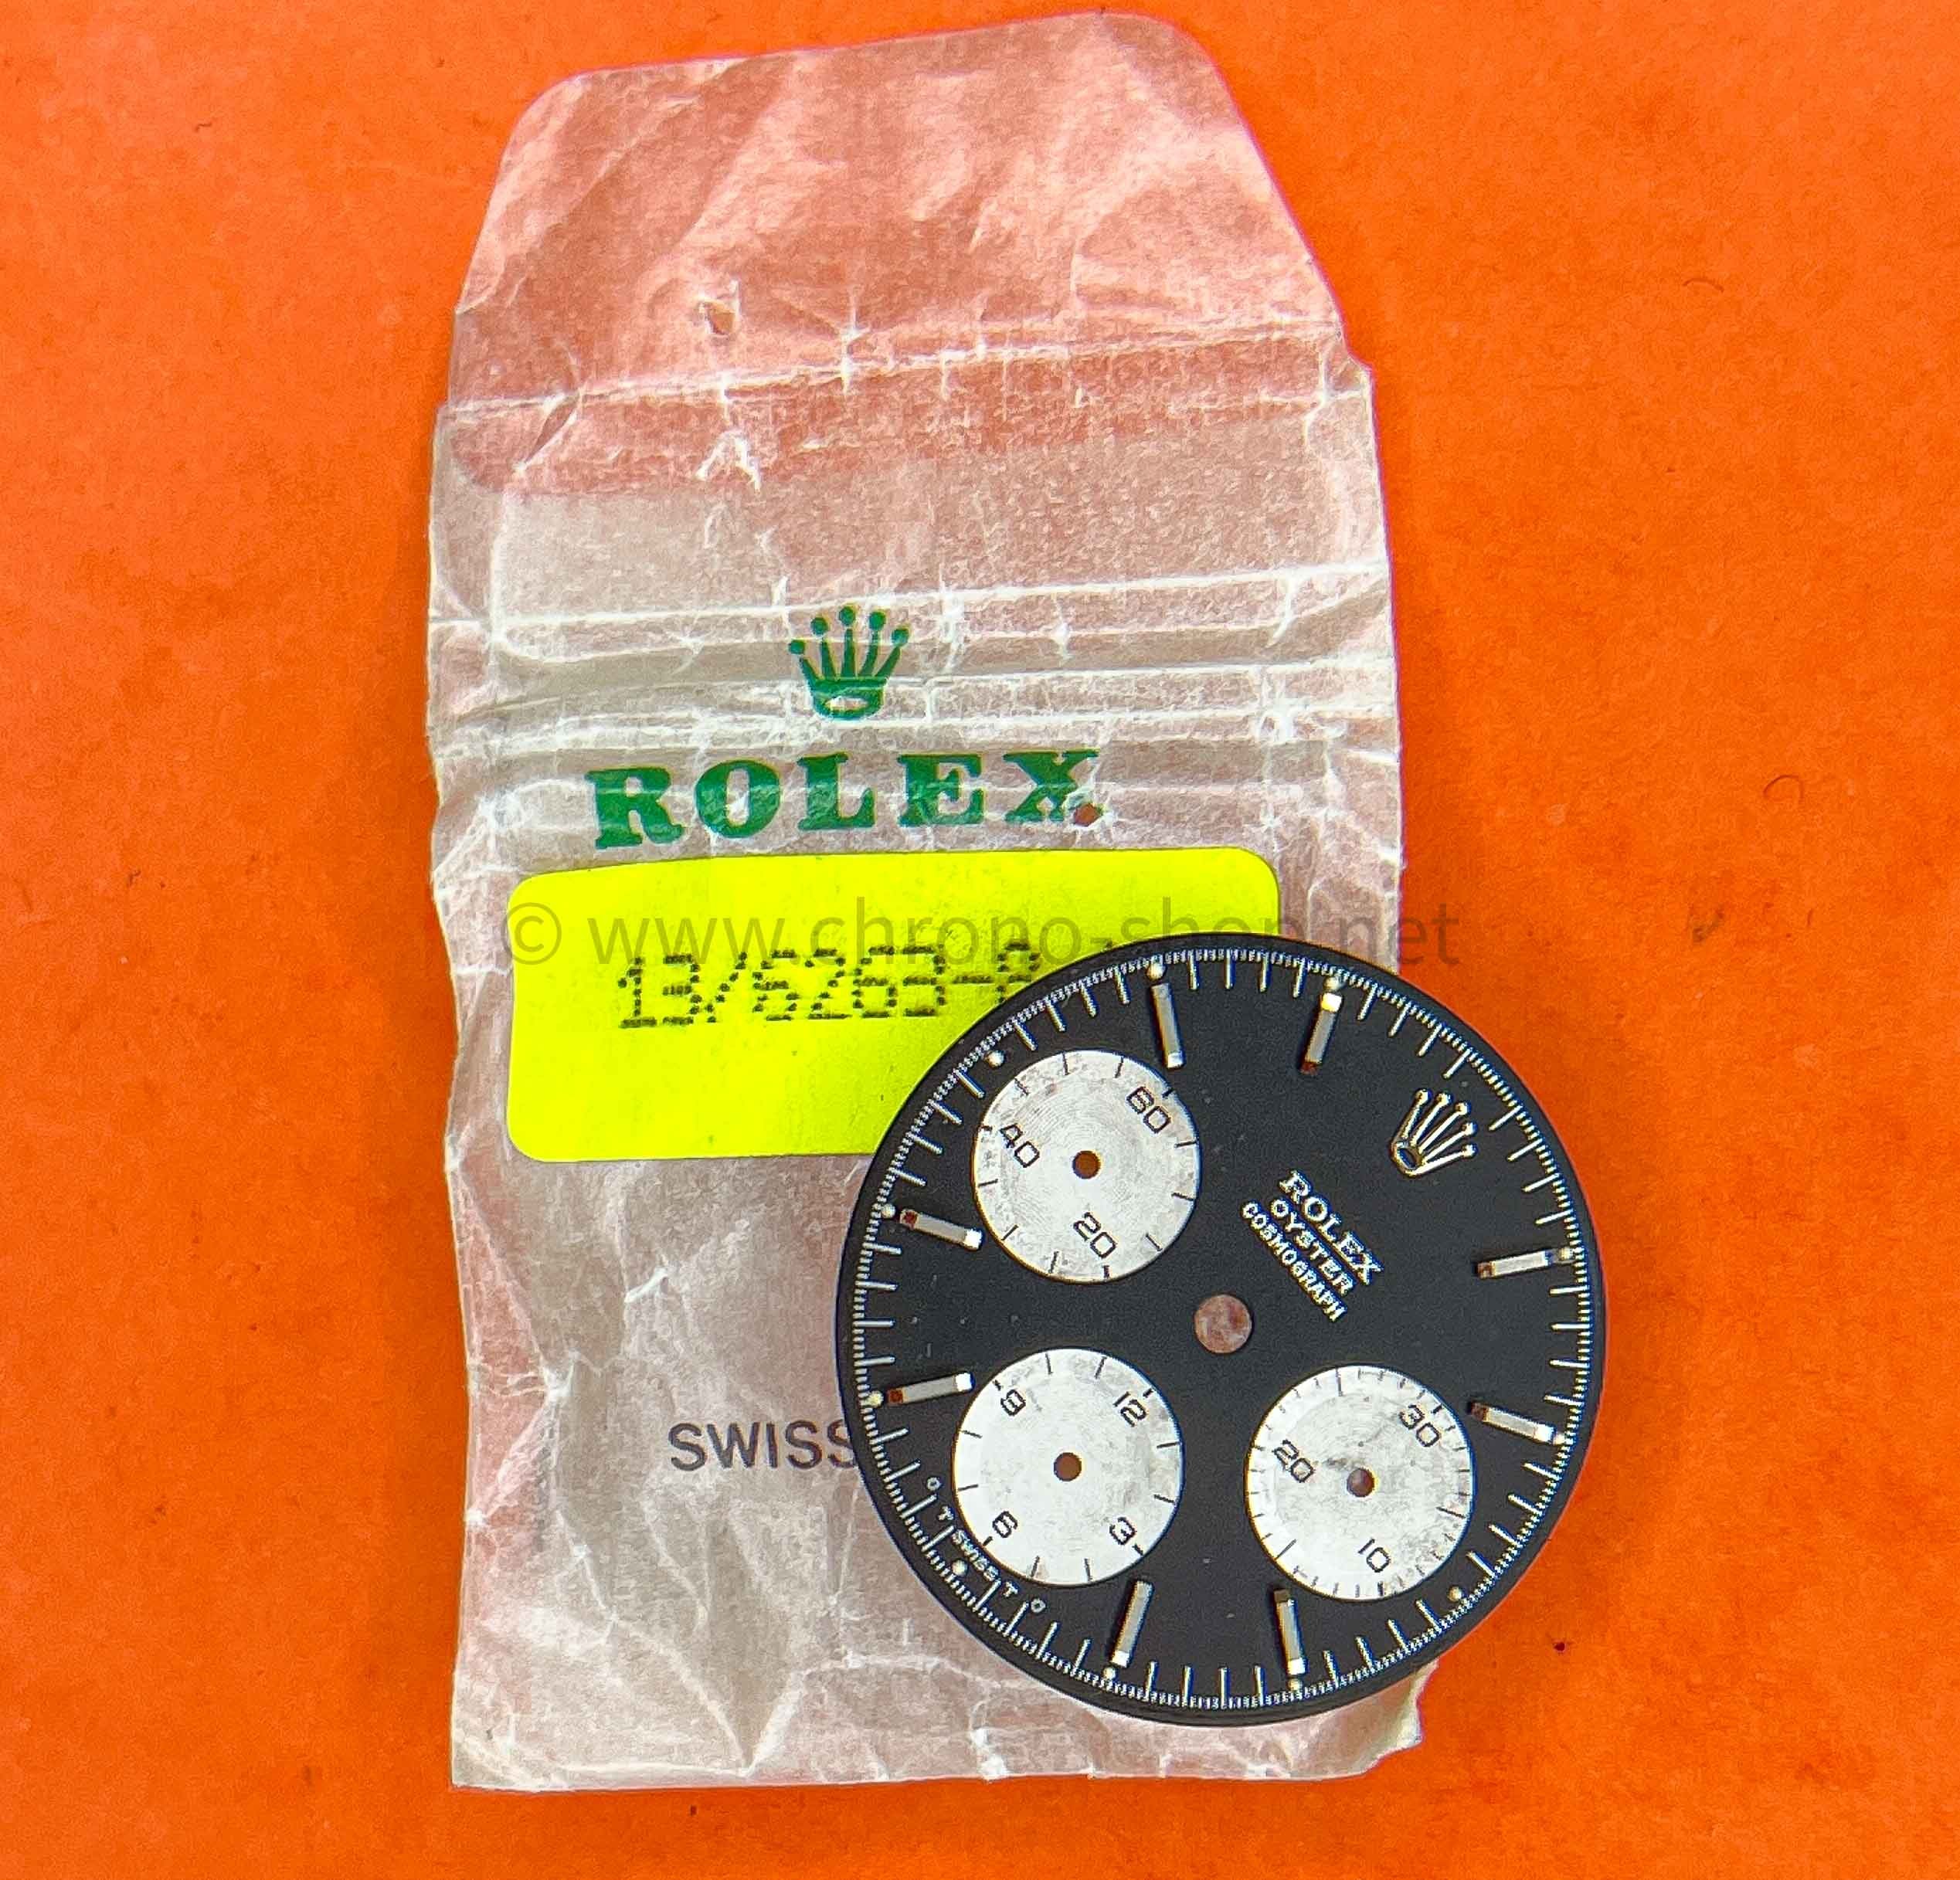 ROLEX
© www.chrono-shop.net
13/6263-8
SWISS
ROLEX
OYSTER
COSMOGRAPH
60
40
20
12
9
6
3
30
20
10
T SWISS T